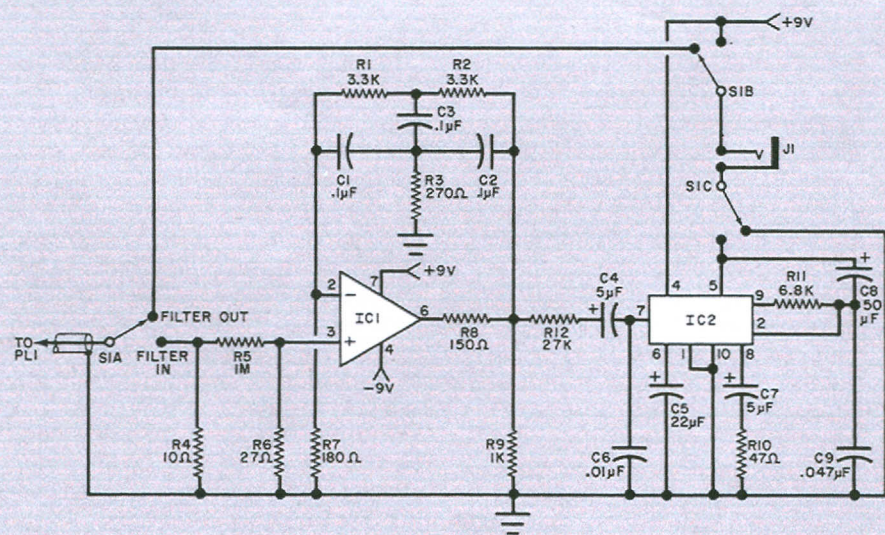 +9V
S1B
J1
S1C
R1
3.3K
R2
3.3K
C3
.1µF
C1
.1µF
R3
270Ω
C2
.1µF
+9V
2
7
−
IC1
6
3
+
4
-9V
FILTER OUT
TO
PL1
S1A
FILTER
IN
R5
1M
R8
150Ω
R12
27K
C4
5µF
+
7
4
5
9
IC2
2
6
1
10
8
R11
6.8K
+
C8
50
µF
R4
10Ω
R6
27Ω
R7
180Ω
R9
1K
C6
.01µF
+
C5
22µF
+
C7
5µF
R10
47Ω
C9
.047µF